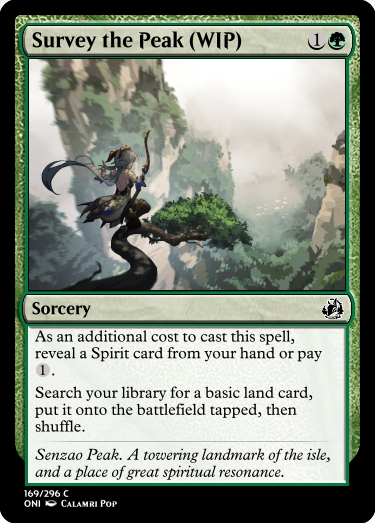 Survey the Peak (WIP) 1
Sorcery
As an additional cost to cast this spell,
reveal a Spirit card from your hand or pay
1.
Search your library for a basic land card,
put it onto the battlefield tapped, then
shuffle.
Senzao Peak. A towering landmark of the isle,
and a place of great spiritual resonance.
169/296 C
ONI Calamri Pop